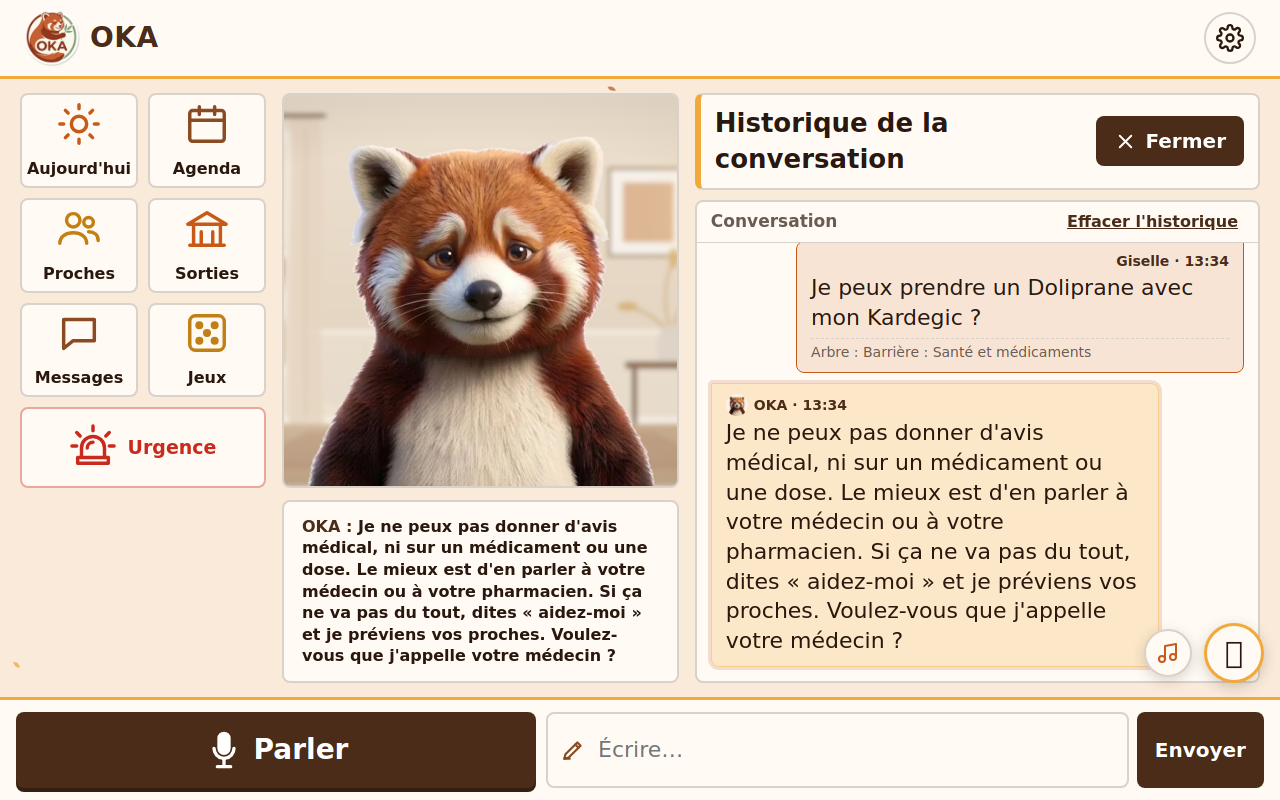 OKA
OKA
Aujourd'hui
Agenda
Proches
Sorties
Messages
Jeux
Urgence
OKA : Je ne peux pas donner d'avis
médical, ni sur un médicament ou une
dose. Le mieux est d'en parler à votre
médecin ou à votre pharmacien. Si ça
ne va pas du tout, dites « aidez-moi »
et je préviens vos proches. Voulez-
vous que j'appelle votre médecin ?
Historique de la
conversation
Fermer
Conversation
Effacer l'historique
Giselle · 13:34
Je peux prendre un Doliprane avec
mon Kardegic ?
Arbre : Barrière : Santé et médicaments
OKA · 13:34
Je ne peux pas donner d'avis
médical, ni sur un médicament ou
une dose. Le mieux est d'en parler à
votre médecin ou à votre
pharmacien. Si ça ne va pas du tout,
dites « aidez-moi » et je préviens vos
proches. Voulez-vous que j'appelle
votre médecin ?
Parler
Écrire...
Envoyer